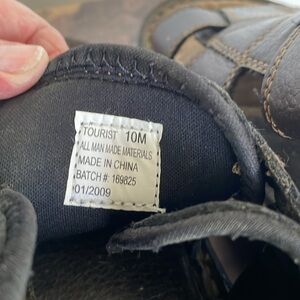 TOURIST 10M
ALL MAN MADE MATERIALS
MADE IN CHINA
BATCH #: 169825
01/2009